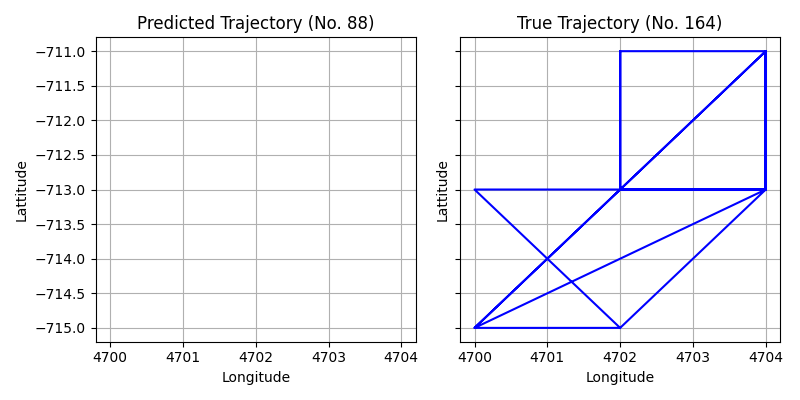 Predicted Trajectory (No. 88)
Lattitude
−711.0
−711.5
−712.0
−712.5
−713.0
−713.5
−714.0
−714.5
−715.0
4700 4701 4702 4703 4704
Longitude
True Trajectory (No. 164)
Lattitude
4700 4701 4702 4703 4704
Longitude